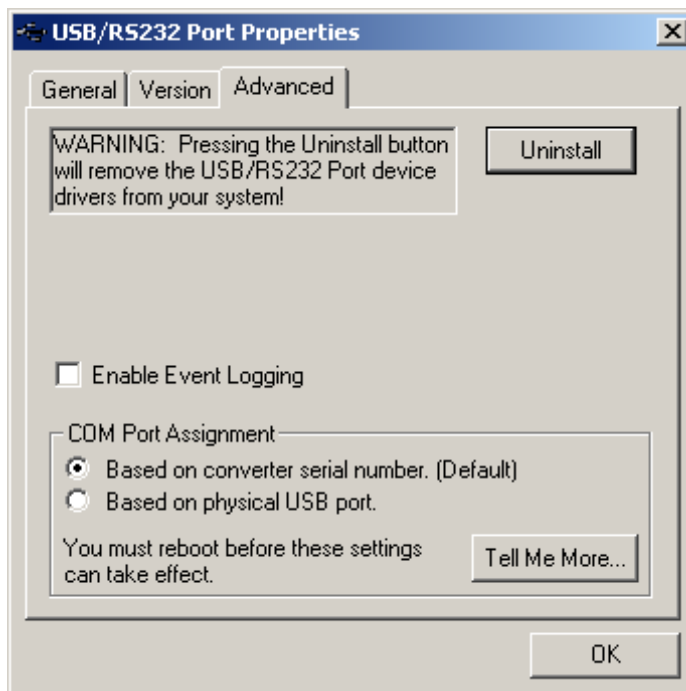 USB/RS232 Port Properties
General Version Advanced
WARNING:  Pressing the Uninstall button
will remove the USB/RS232 Port device
drivers from your system!
Uninstall
Enable Event Logging
COM Port Assignment
Based on converter serial number. (Default)
Based on physical USB port.
You must reboot before these settings
can take effect.
Tell Me More...
OK